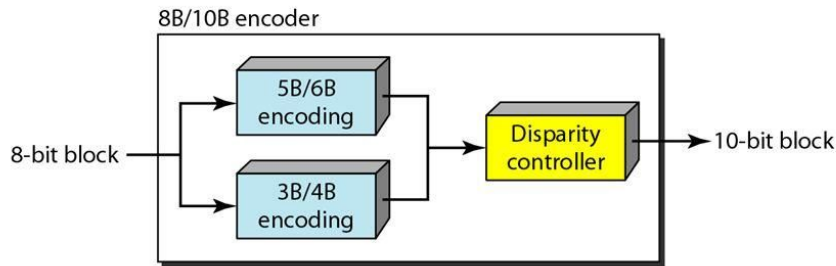 8B/10B encoder
5B/6B
encoding
8-bit block
3B/4B
encoding
Disparity
controller
10-bit block